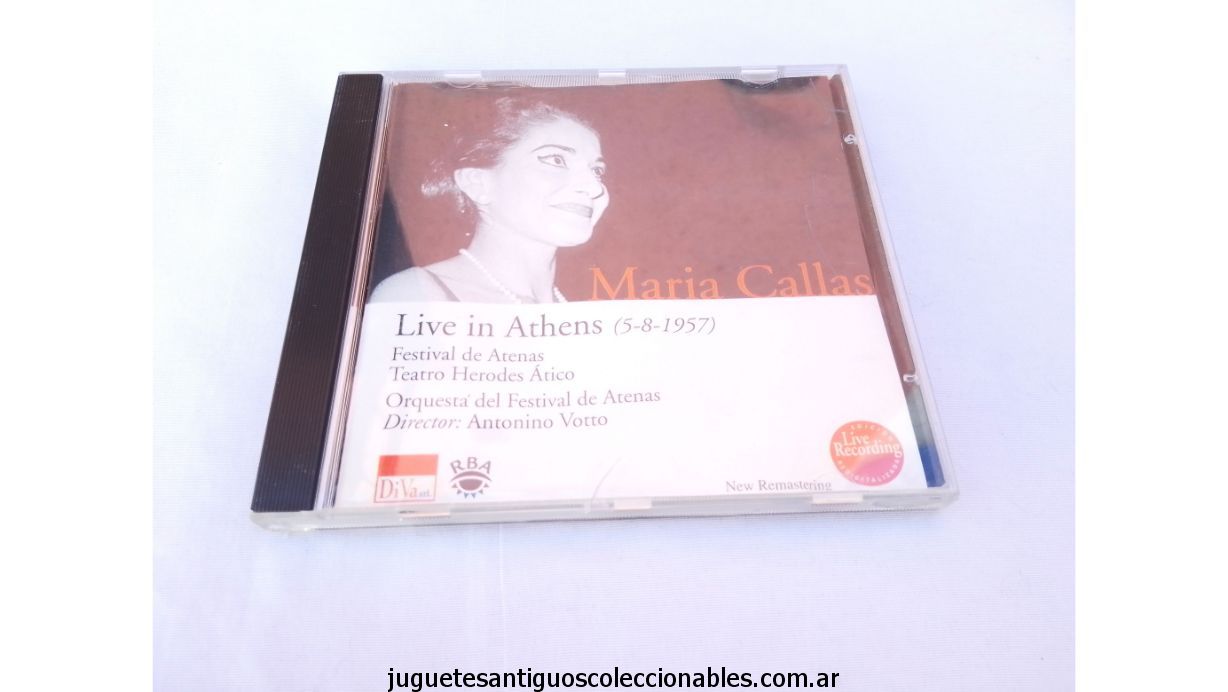 Maria Callas
Live in Athens (5-8-1957)
Festival de Atenas
Teatro Herodes Ático
Orquesta del Festival de Atenas
Director: Antonino Votto
DiVa srl.
RBA
Live
Recording
New Remastering
juguetesantiguoscoleccionables.com.ar